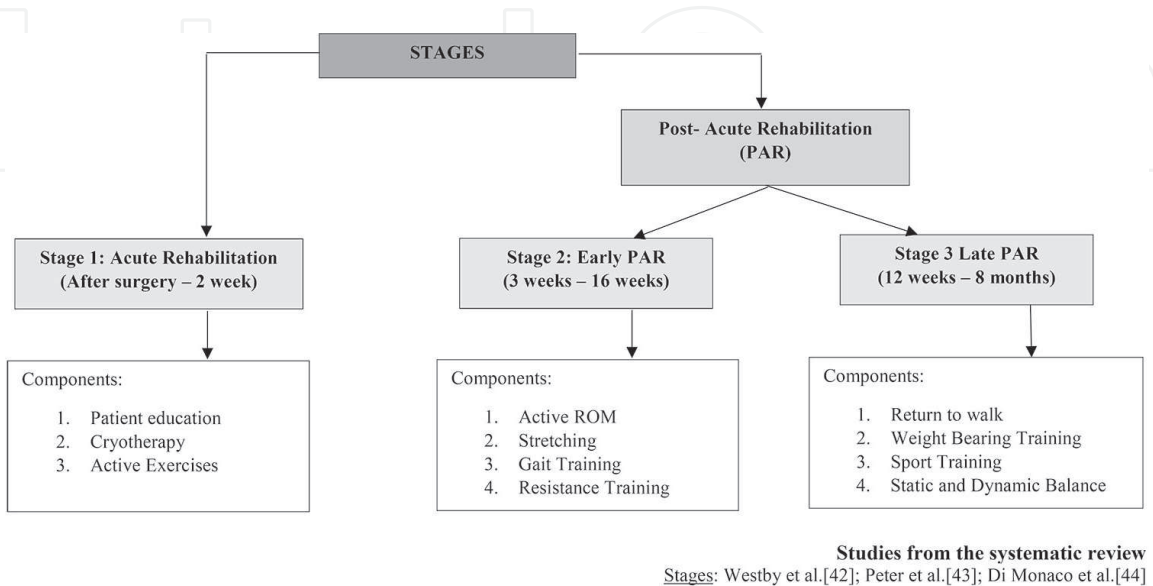 STAGES
Post- Acute Rehabilitation
(PAR)
Stage 1: Acute Rehabilitation
(After surgery – 2 week)
Stage 2: Early PAR
(3 weeks – 16 weeks)
Stage 3 Late PAR
(12 weeks – 8 months)
Components:
1. Patient education
2. Cryotherapy
3. Active Exercises
Components:
1. Active ROM
2. Stretching
3. Gait Training
4. Resistance Training
Components:
1. Return to walk
2. Weight Bearing Training
3. Sport Training
4. Static and Dynamic Balance
Studies from the systematic review
Stages: Westby et al.[42]; Peter et al.[43]; Di Monaco et al.[44]